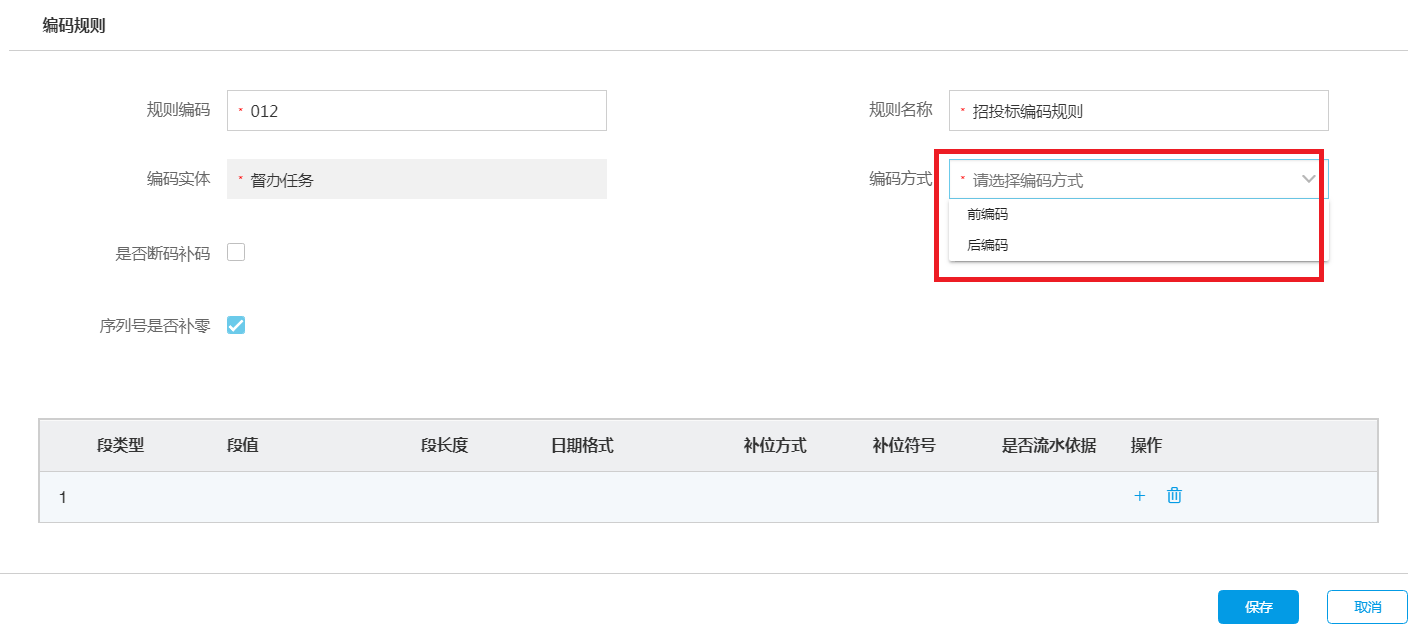 编码规则
规则编码 * 012 规则名称 * 招投标编码规则
编码实体 * 督办任务 编码方式 * 请选择编码方式
前编码
后编码
是否断码补码
序列号是否补零
段类型 段值 段长度 日期格式 补位方式 补位符号 是否流水依据 操作
1 +
保存 取消